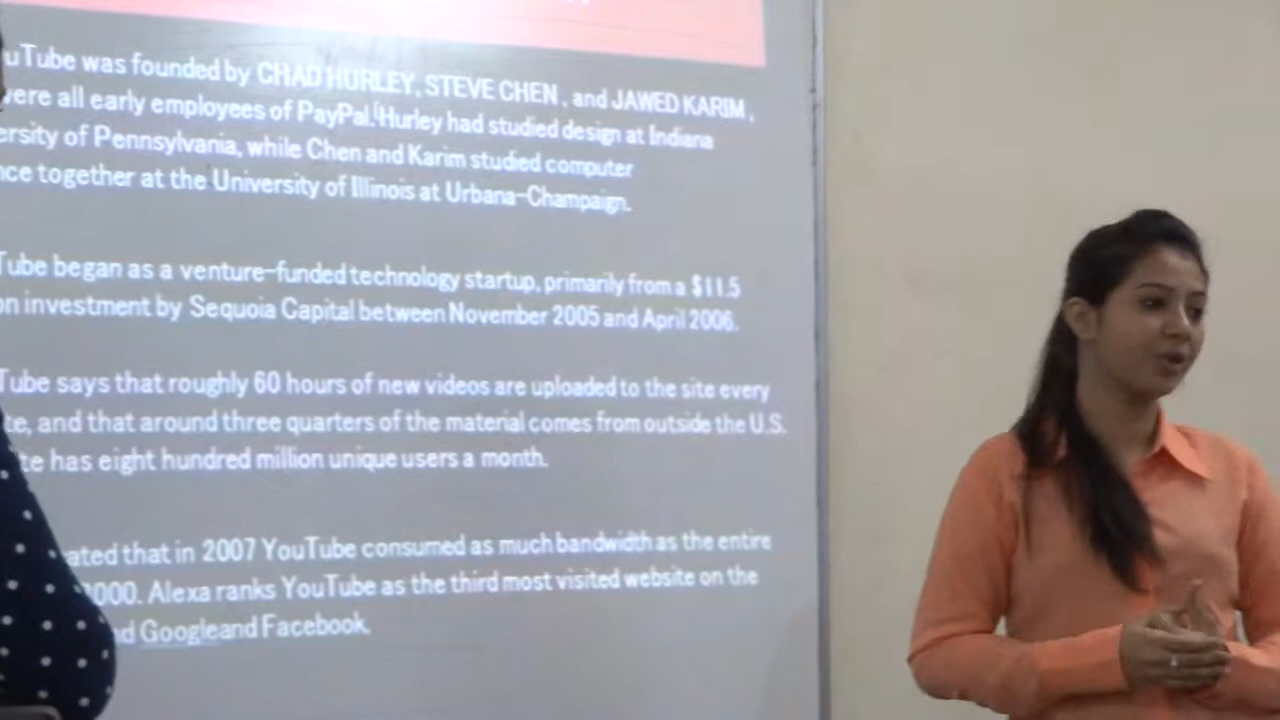 uTube was founded by CHAD HURLEY, STEVE CHEN , and JAWED KARIM ,
were all early employees of PayPal.[Hurley had studied design at Indiana
ersity of Pennsylvania, while Chen and Karim studied computer
nce together at the University of Illinois at Urbana-Champaign.
Tube began as a venture-funded technology startup, primarily from a $11.5
on investment by Sequoia Capital between November 2005 and April 2006.
Tube says that roughly 60 hours of new videos are uploaded to the site every
te, and that around three quarters of the material comes from outside the U.S.
te has eight hundred million unique users a month.
ated that in 2007 YouTube consumed as much bandwidth as the entire
2000. Alexa ranks YouTube as the third most visited website on the
nd Googleand Facebook.